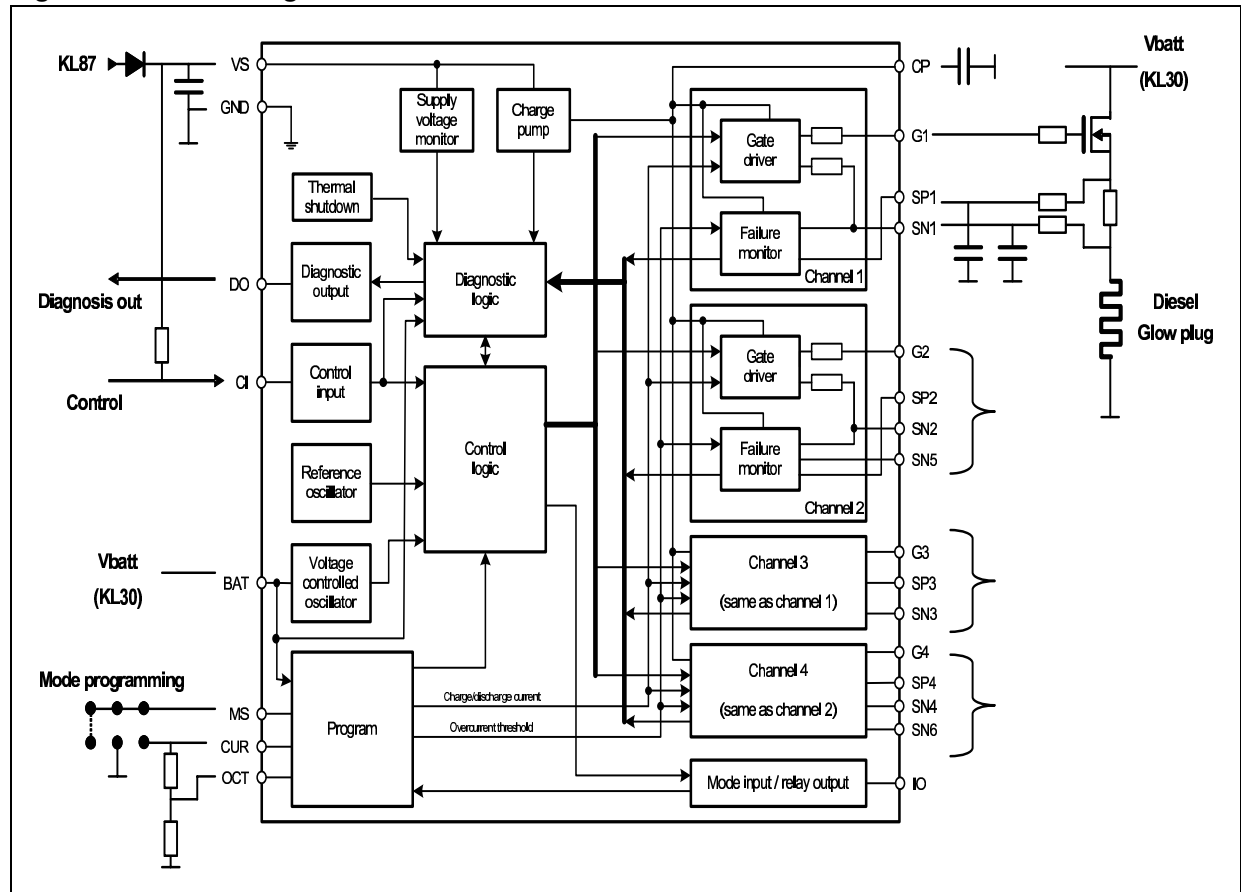 KL87
VS
GND
Supply
voltage
monitor
Charge
pump
CP
Vbatt
(KL30)
Gate
driver
G1
Thermal
shutdown
SP1
SN1
Failure
monitor
Channel 1
Diagnostic
logic
Diagnostic
output
DO
Diagnosis out
Diesel
Glow plug
Control
CI
Control
input
Gate
driver
G2
SP2
SN2
SN5
Failure
monitor
Channel 2
Control
logic
Reference
oscillator
Vbatt
(KL30)
BAT
Voltage
controlled
oscillator
Channel 3
(same as channel 1)
G3
SP3
SN3
Channel 4
(same as channel 2)
G4
SP4
SN4
SN6
Mode programming
MS
CUR
OCT
Program
Charge/discharge current
Overcurrent threshold
Mode input / relay output
IO